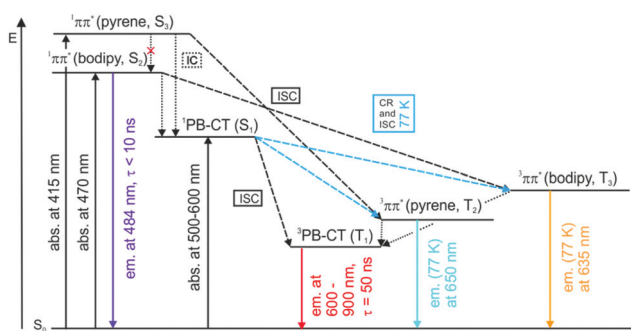 E
¹ππ*(pyrene, S₃)
¹ππ*(bodipy, S₂)
IC
ISC
CR
and
ISC
77 K
¹PB-CT (S₁)
ISC
³ππ*(bodipy, T₃)
³ππ*(pyrene, T₂)
³PB-CT (T₁)
abs. at 415 nm
abs. at 470 nm
em. at 484 nm, τ < 10 ns
abs. at 500-600 nm
em. at
600 -
900 nm,
τ = 50 ns
em. (77 K)
at 650 nm
em. (77 K)
at 635 nm
S₀